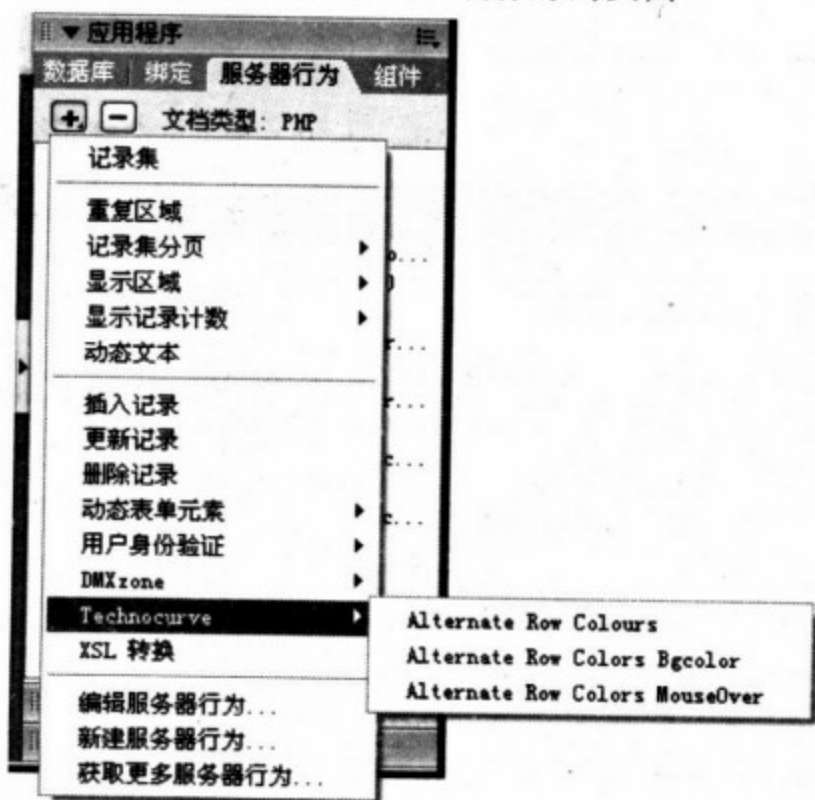 应用程序
数据库 绑定 服务器行为 组件
文档类型: PHP
记录集
重复区域
记录集分页
显示区域
显示记录计数
动态文本
插入记录
更新记录
删除记录
动态表单元素
用户身份验证
DMXzone
Technocurve
Alternate Row Colours
XSL 转换
Alternate Row Colors Bgcolor
Alternate Row Colors MouseOver
编辑服务器行为...
新建服务器行为...
获取更多服务器行为...